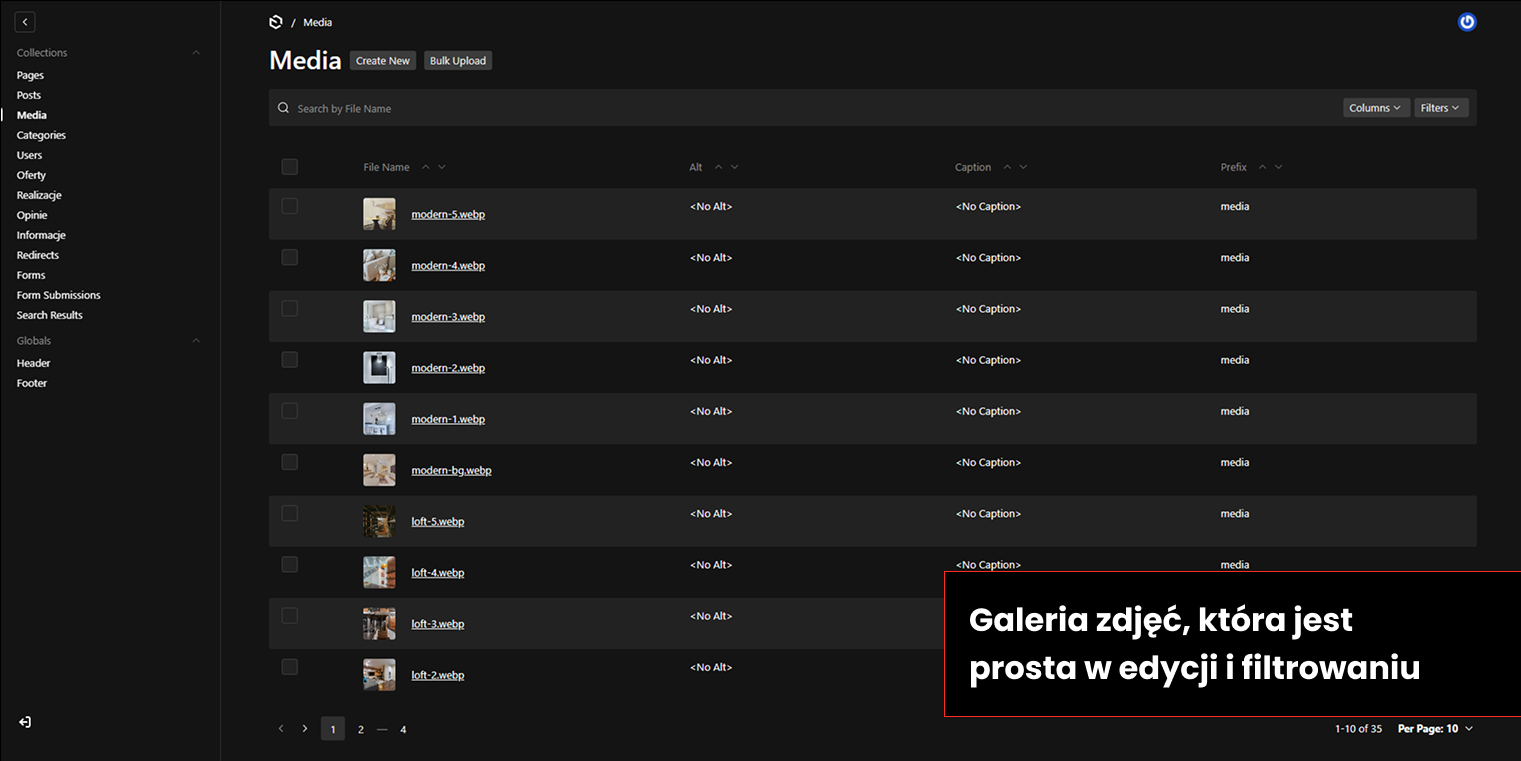 / Media
Media Create New Bulk Upload
Search by File Name Columns Filters
Collections
Pages
Posts
Media
Categories
Users
Oferty
Realizacje
Opinie
Informacje
Redirects
Forms
Form Submissions
Search Results
Globals
Header
Footer
File Name Alt Caption Prefix
modern-5.webp <No Alt> <No Caption> media
modern-4.webp <No Alt> <No Caption> media
modern-3.webp <No Alt> <No Caption> media
modern-2.webp <No Alt> <No Caption> media
modern-1.webp <No Alt> <No Caption> media
modern-bg.webp <No Alt> <No Caption> media
loft-5.webp <No Alt> <No Caption> media
loft-4.webp <No Alt> <No Caption> media
loft-3.webp <No Alt>
loft-2.webp <No Alt>
Galeria zdjęć, która jest
prosta w edycji i filtrowaniu
1 2 — 4 1-10 of 35 Per Page: 10